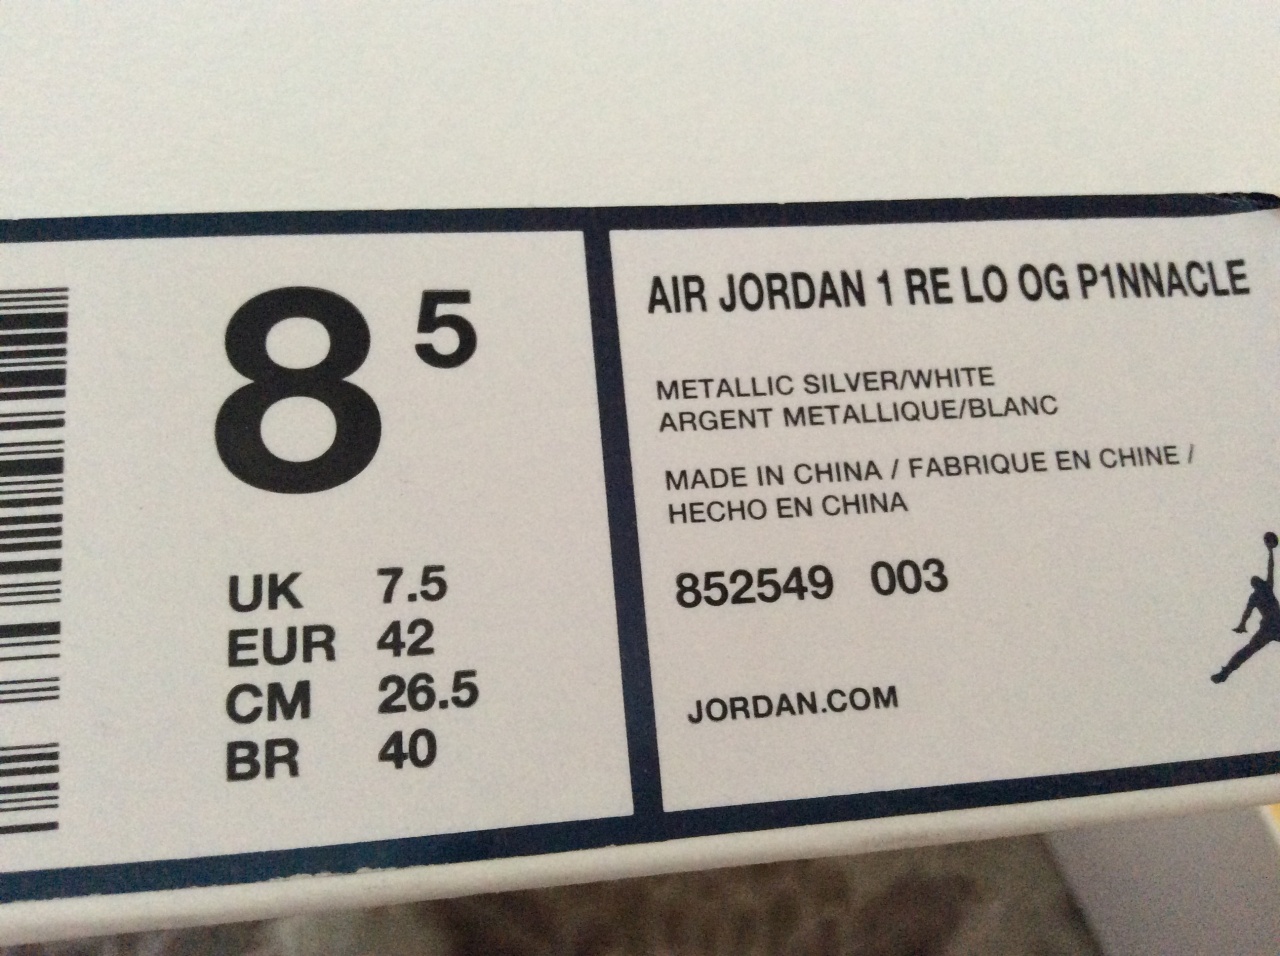 8 5
UK 7.5
EUR 42
CM 26.5
BR 40
AIR JORDAN 1 RE LO OG P1NNACLE
METALLIC SILVER/WHITE
ARGENT METALLIQUE/BLANC
MADE IN CHINA / FABRIQUE EN CHINE /
HECHO EN CHINA
852549 003
JORDAN.COM